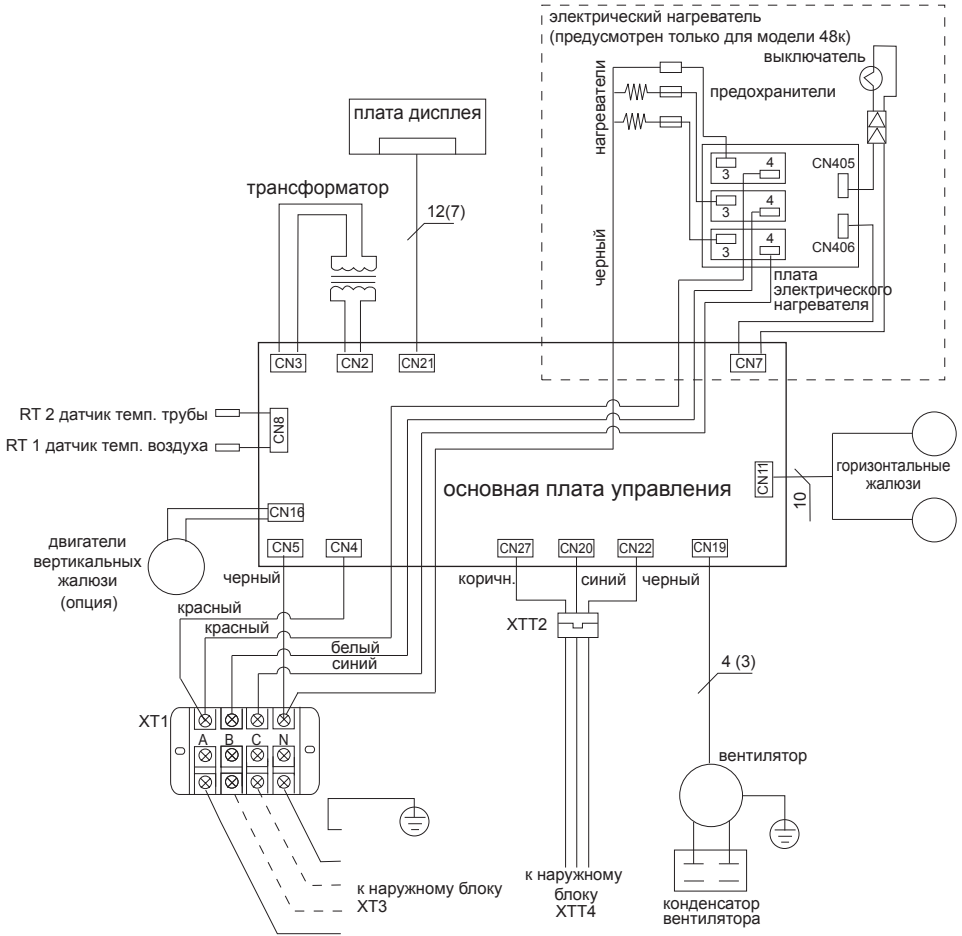 электрический нагреватель
(предусмотрен только для модели 48к)
выключатель
нагреватели
предохранители
плата дисплея
трансформатор
12(7)
3
4
3
4
3
4
CN405
CN406
черный
плата
электрического
нагревателя
CN3
CN2
CN21
CN7
RT 2 датчик темп. трубы
RT 1 датчик темп. воздуха
CN8
CN11
10
горизонтальные
жалюзи
основная плата управления
CN16
двигатели
вертикальных
жалюзи
(опция)
CN5
CN4
CN27
CN20
CN22
CN19
черный
коричн.
синий
черный
красный
красный
белый
синий
XTT2
4 (3)
XT1
A
B
C
N
вентилятор
к наружному блоку
XT3
к наружному
блоку
XTT4
конденсатор
вентилятора